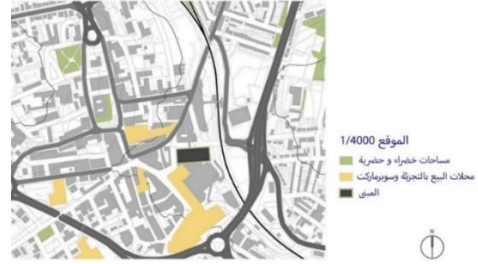 الموقع 1/4000
مساحات خضراء و حضرية
محلات البيع بالتجزئة وسوبرماركت
المبنى
N